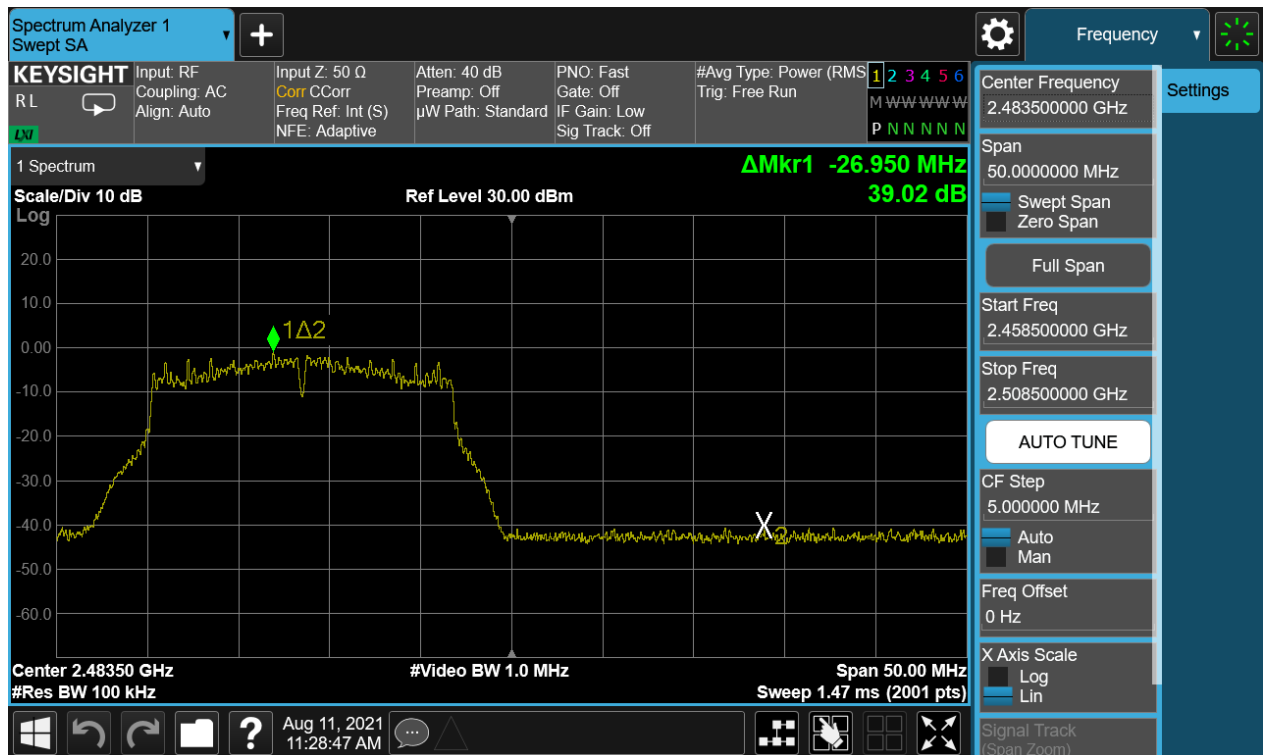 Spectrum Analyzer 1
Swept SA
Frequency
KEYSIGHT
R L
LXI
Input: RF
Coupling: AC
Align: Auto
Input Z: 50 Ω
Corr CCorr
Freq Ref: Int (S)
NFE: Adaptive
Atten: 40 dB
Preamp: Off
µW Path: Standard
PNO: Fast
Gate: Off
IF Gain: Low
Sig Track: Off
#Avg Type: Power (RMS
Trig: Free Run
1 2 3 4 5 6
M W W W W W
P N N N N N
1 Spectrum
Scale/Div 10 dB
Ref Level 30.00 dBm
ΔMkr1 -26.950 MHz
39.02 dB
Log
20.0
10.0
0.00
-10.0
-20.0
-30.0
-40.0
-50.0
-60.0
1Δ2
X2
Center 2.48350 GHz
#Video BW 1.0 MHz
Span 50.00 MHz
#Res BW 100 kHz
Sweep 1.47 ms (2001 pts)
Aug 11, 2021
11:28:47 AM
Settings
Center Frequency
2.483500000 GHz
Span
50.0000000 MHz
Swept Span
Zero Span
Full Span
Start Freq
2.458500000 GHz
Stop Freq
2.508500000 GHz
AUTO TUNE
CF Step
5.000000 MHz
Auto
Man
Freq Offset
0 Hz
X Axis Scale
Log
Lin
Signal Track
(Span Zoom)